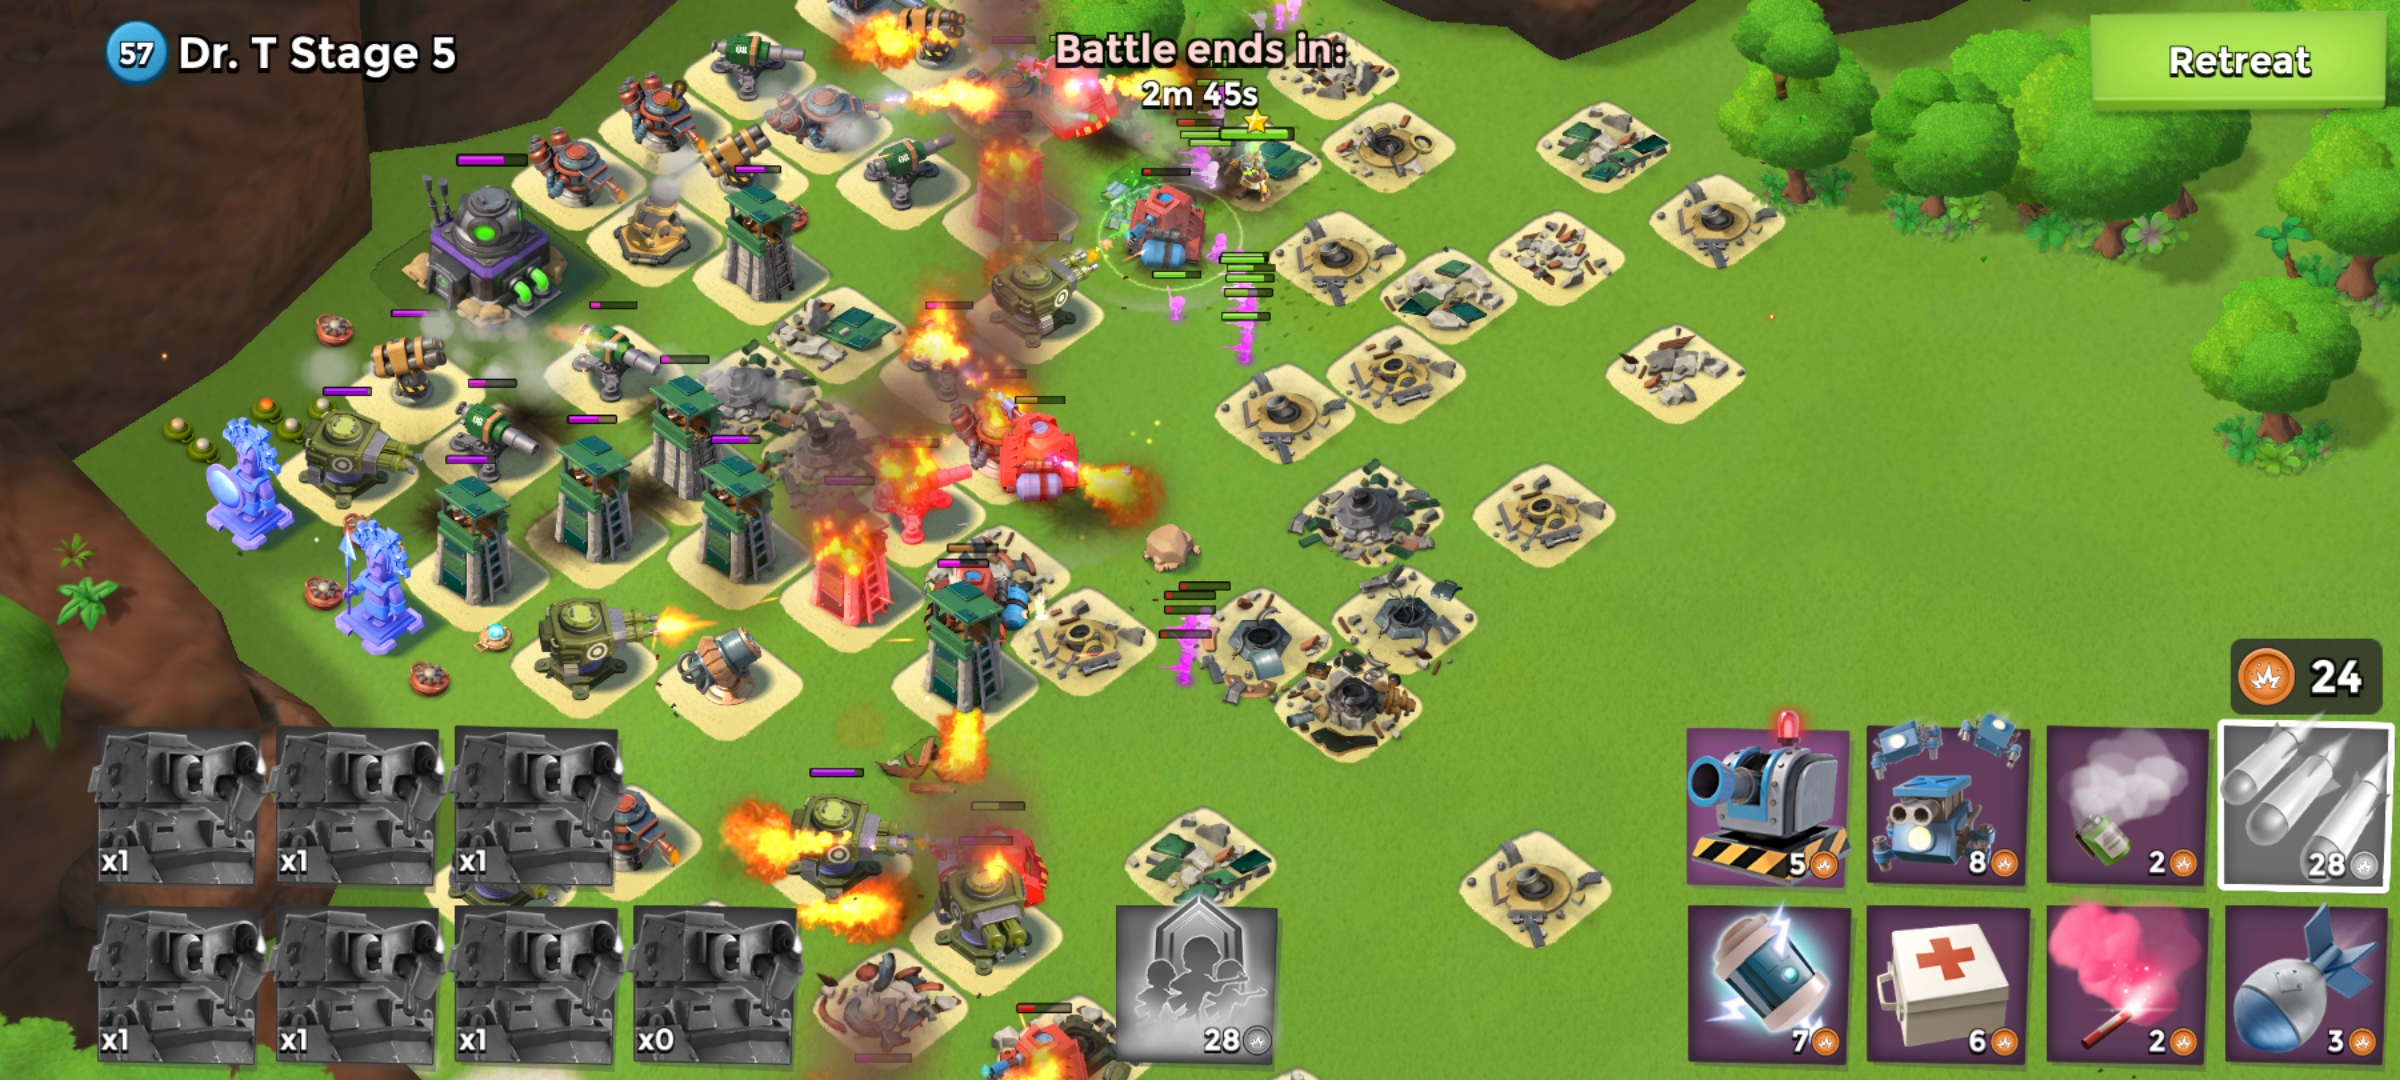 57 Dr. T Stage 5
Battle ends in:
2m 45s
Retreat
24
5
8
2
28
7
6
2
3
x1
x1
x1
x1
x1
x1
x0
28